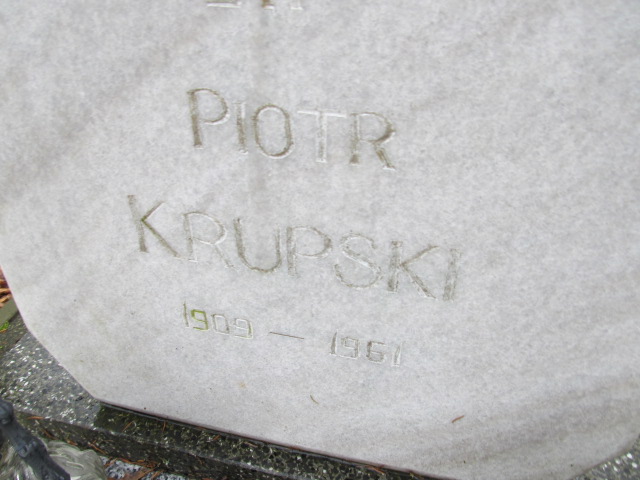 PIOTR
KRUPSKI
1909 — 1961